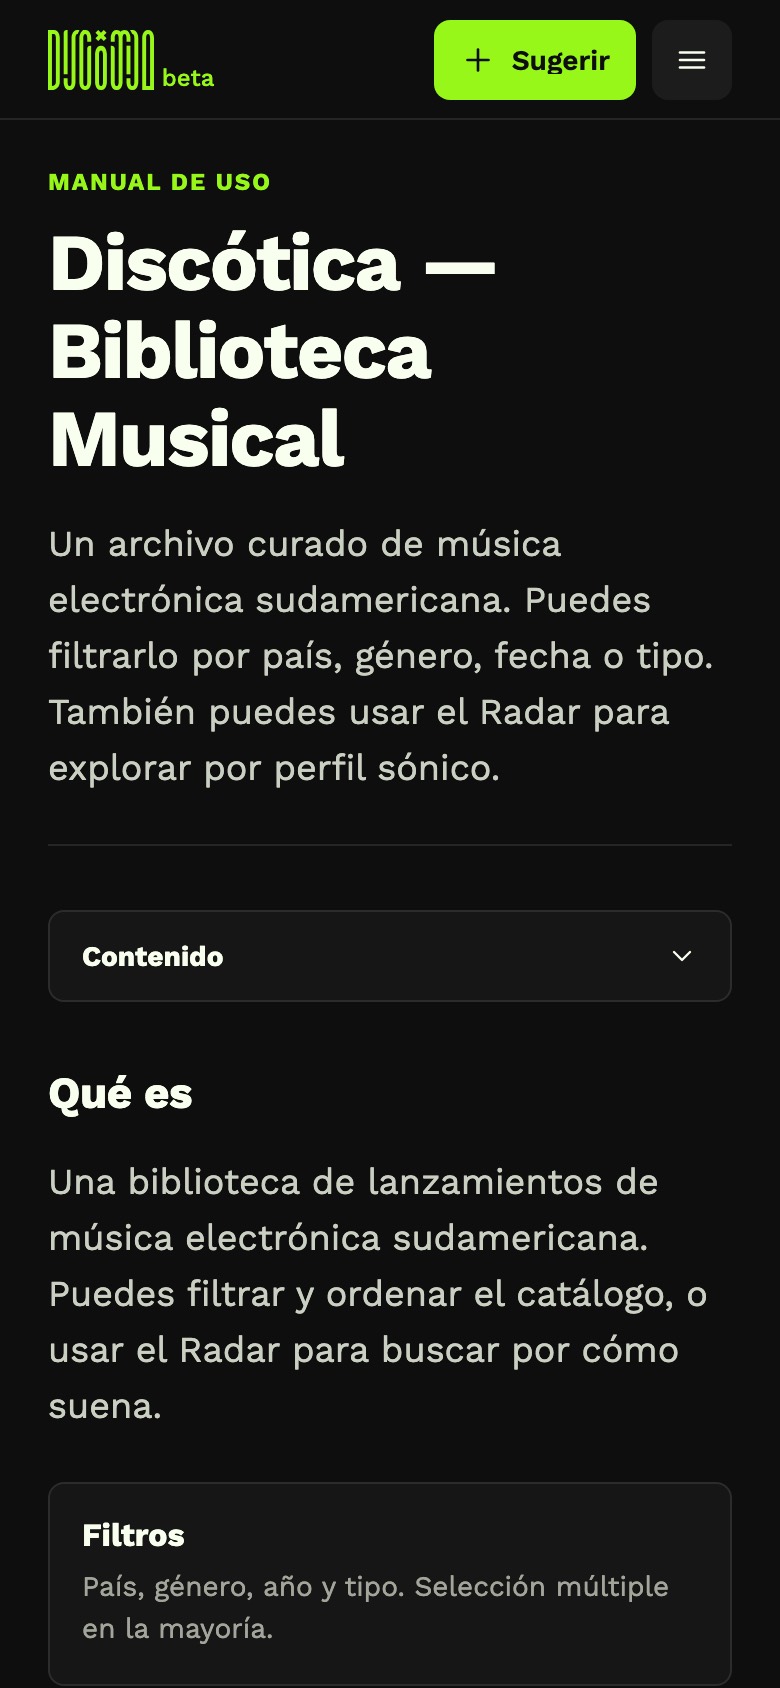 beta
Sugerir
MANUAL DE USO
Discótica —
Biblioteca
Musical
Un archivo curado de música
electrónica sudamericana. Puedes
filtrarlo por país, género, fecha o tipo.
También puedes usar el Radar para
explorar por perfil sónico.
Contenido
Qué es
Una biblioteca de lanzamientos de
música electrónica sudamericana.
Puedes filtrar y ordenar el catálogo, o
usar el Radar para buscar por cómo
suena.
Filtros
País, género, año y tipo. Selección múltiple
en la mayoría.